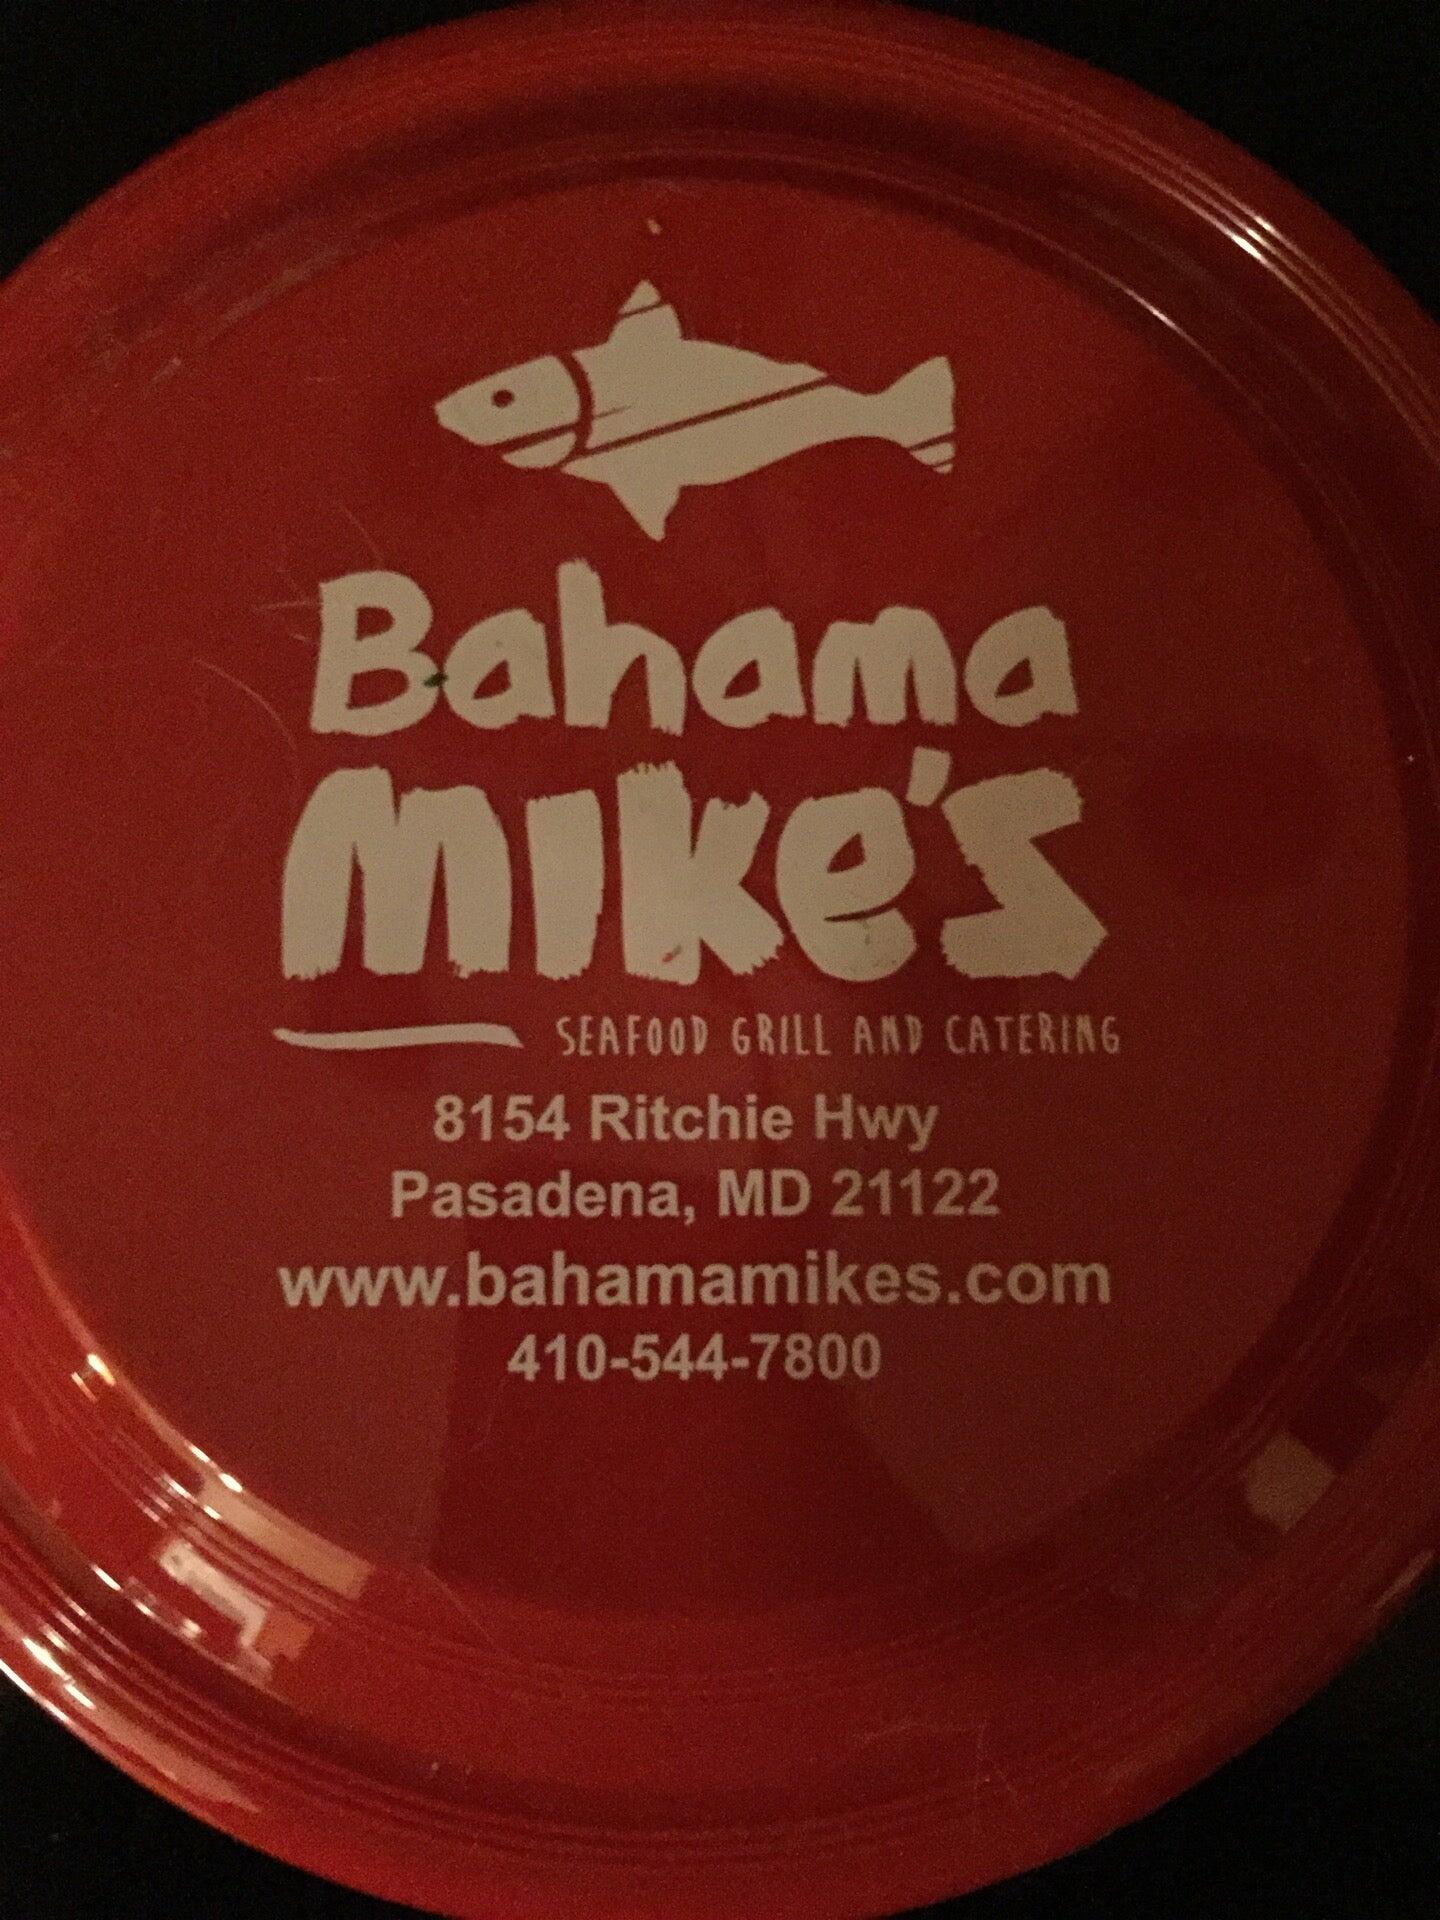 Bahama
Mike's
SEAFOOD GRILL AND CATERING
8154 Ritchie Hwy
Pasadena, MD 21122
www.bahamamikes.com
410-544-7800